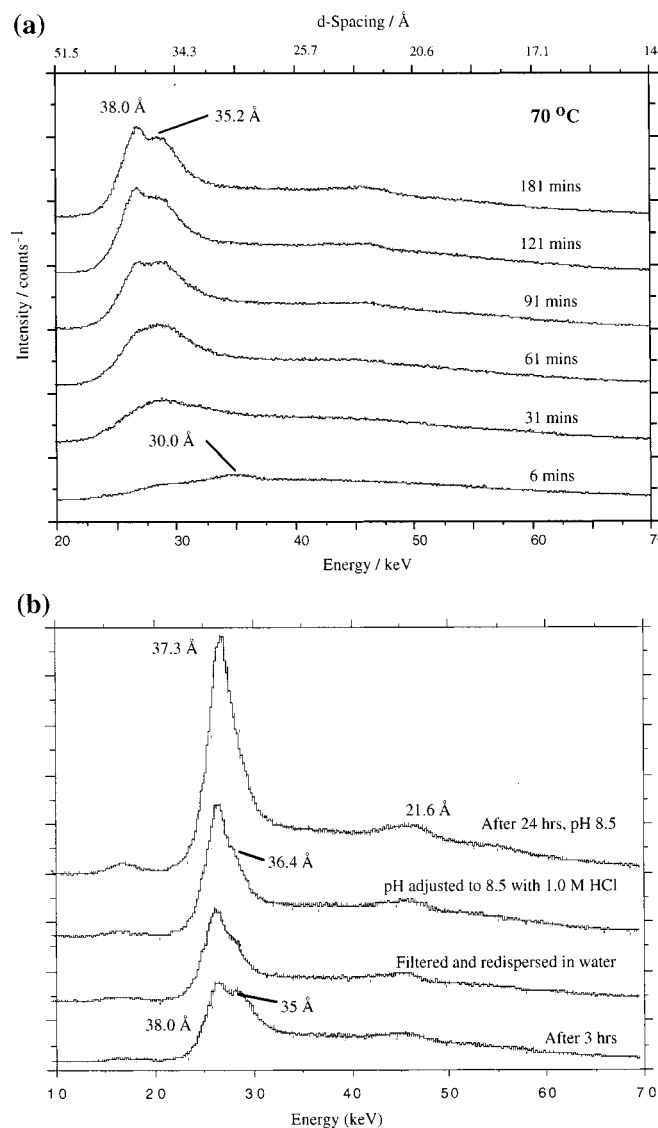 (a)
d-Spacing / Å
51.5 34.3 25.7 20.6 17.1 14
38.0 Å
35.2 Å
70 °C
181 mins
121 mins
91 mins
61 mins
31 mins
30.0 Å
6 mins
Intensity / counts⁻¹
20 30 40 50 60 70
Energy / keV
(b)
37.3 Å
21.6 Å
After 24 hrs, pH 8.5
36.4 Å
pH adjusted to 8.5 with 1.0 M HCl
Filtered and redispersed in water
35 Å
38.0 Å
After 3 hrs
10 20 30 40 50 60 70
Energy (keV)